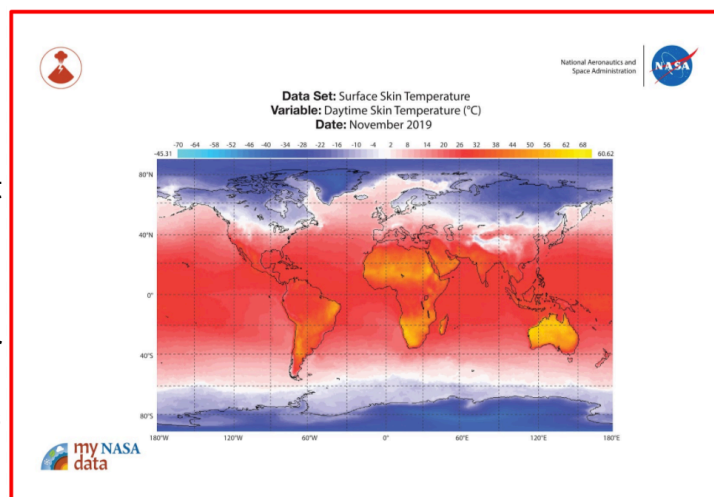 National Aeronautics and
Space Administration
NASA
Data Set: Surface Skin Temperature
Variable: Daytime Skin Temperature (°C)
Date: November 2019
-70 -64 -58 -52 -46 -40 -34 -28 -22 -16 -10 -4 2 8 14 20 26 32 38 44 50 56 62 68
-45.31 60.62
80°N
40°N
0°
40°S
80°S
180°W 120°W 60°W 0° 60°E 120°E 180°E
my NASA
data